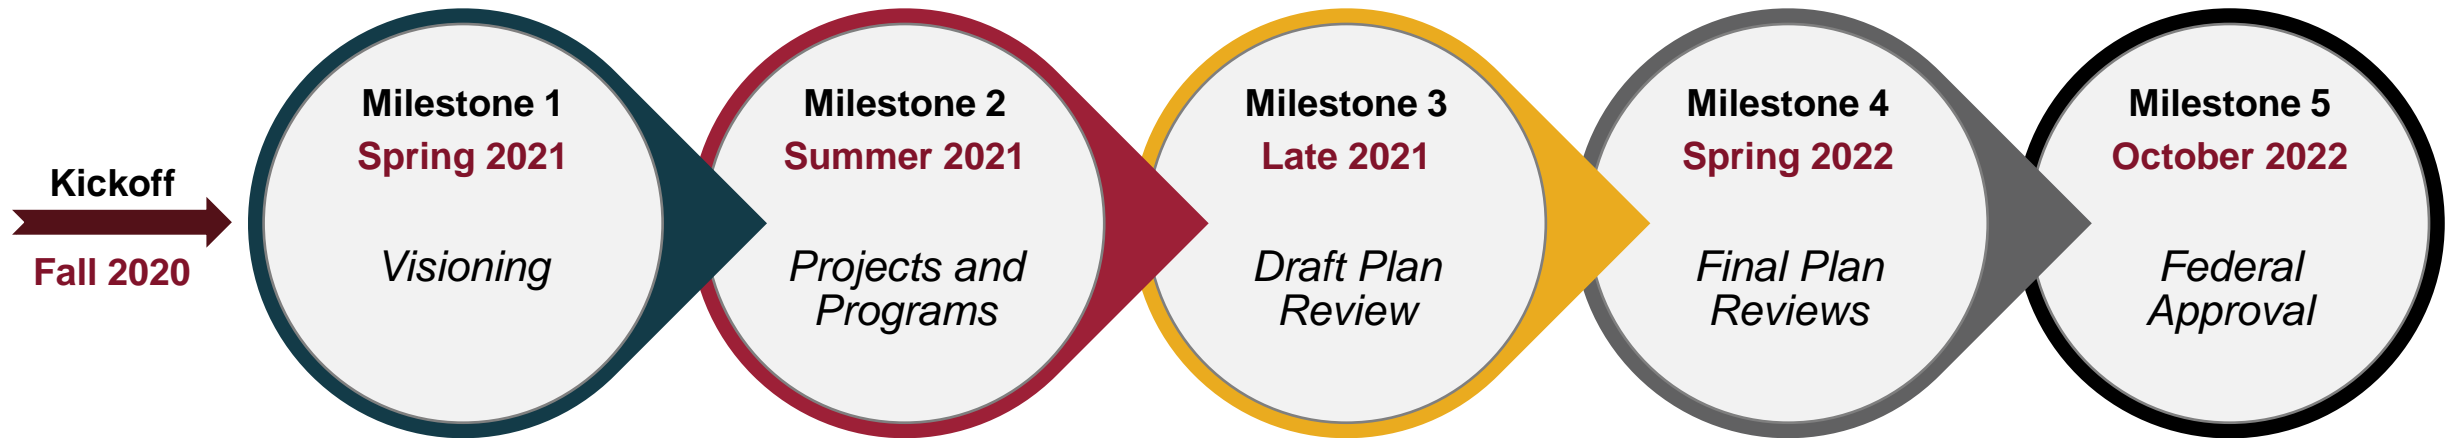 Kickoff
Fall 2020
Milestone 1
Spring 2021
Visioning
Milestone 2
Summer 2021
Projects and
Programs
Milestone 3
Late 2021
Draft Plan
Review
Milestone 4
Spring 2022
Final Plan
Reviews
Milestone 5
October 2022
Federal
Approval